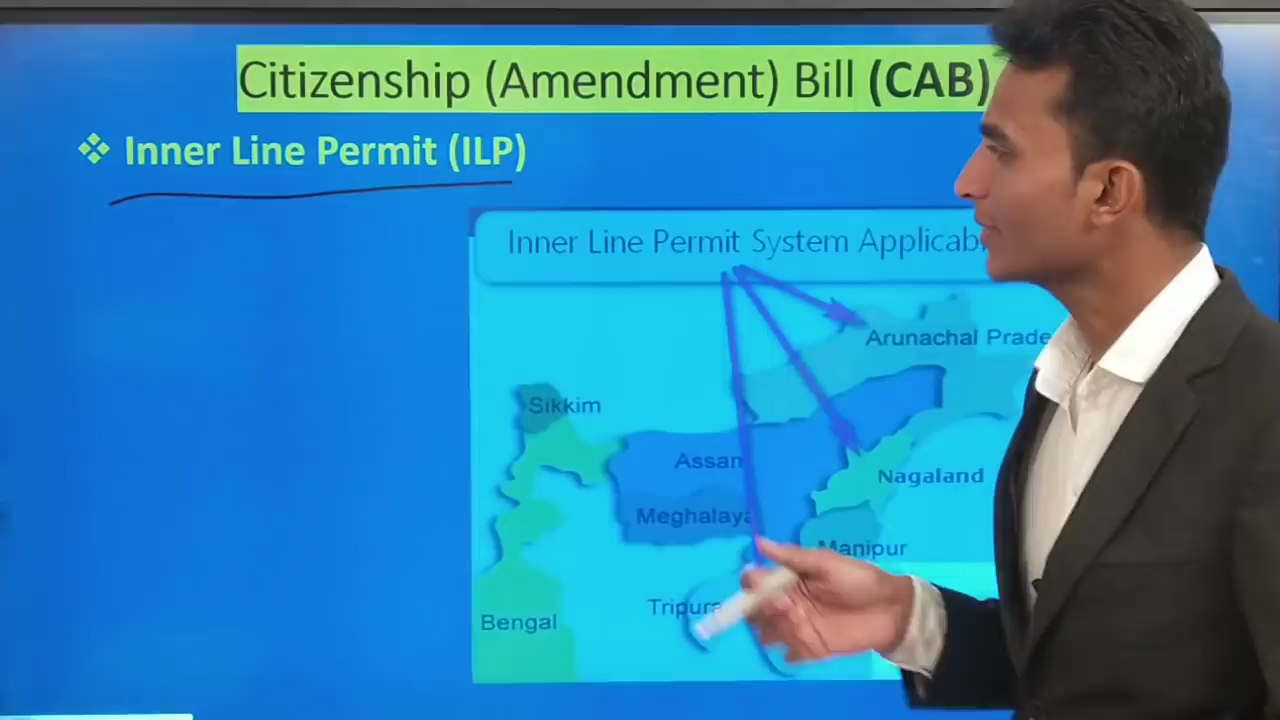 Citizenship (Amendment) Bill (CAB)
❖ Inner Line Permit (ILP)
Inner Line Permit System Applicab
Arunachal Prade
Sikkim
Assam
Nagaland
Meghalaya
Manipur
Tripura
Bengal